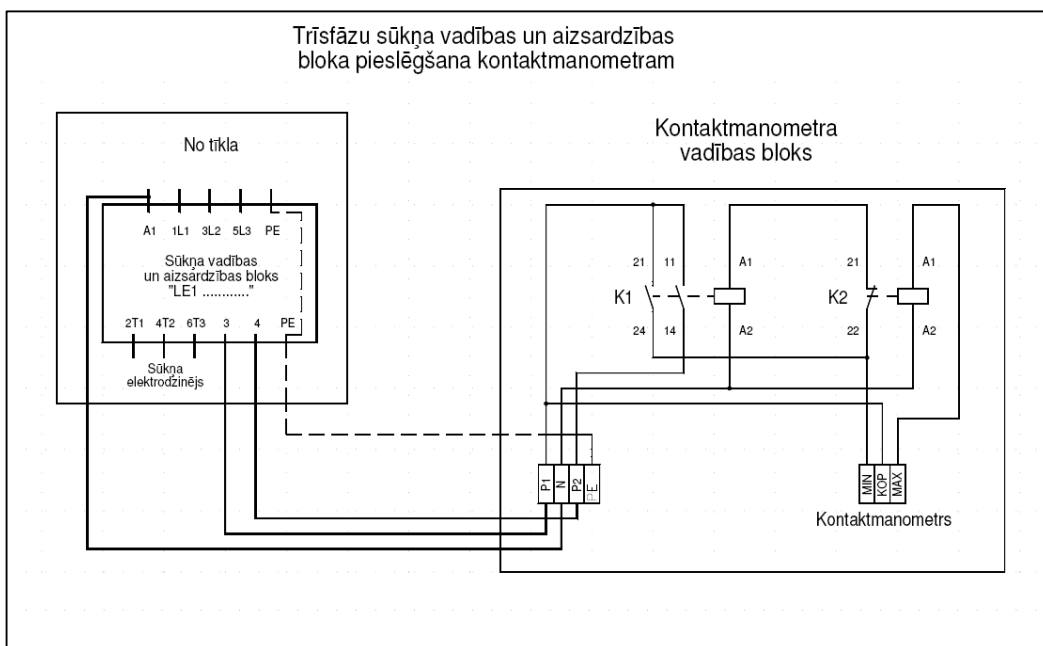 Trīsfāzu sūkņa vadības un aizsardzības
bloka pieslēgšana kontaktmanometram
No tīkla
A1 1L1 3L2 5L3 PE
Sūkņa vadības
un aizsardzības bloks
"LE1 ............"
2T1 4T2 6T3 3 4 PE
Sūkņa
elektrodzinējs
Kontaktmanometra
vadības bloks
21 11 A1 21 A1
K1 K2
24 14 A2 22 A2
P1 N P2 PE
MIN KOP MAX
Kontaktmanometrs